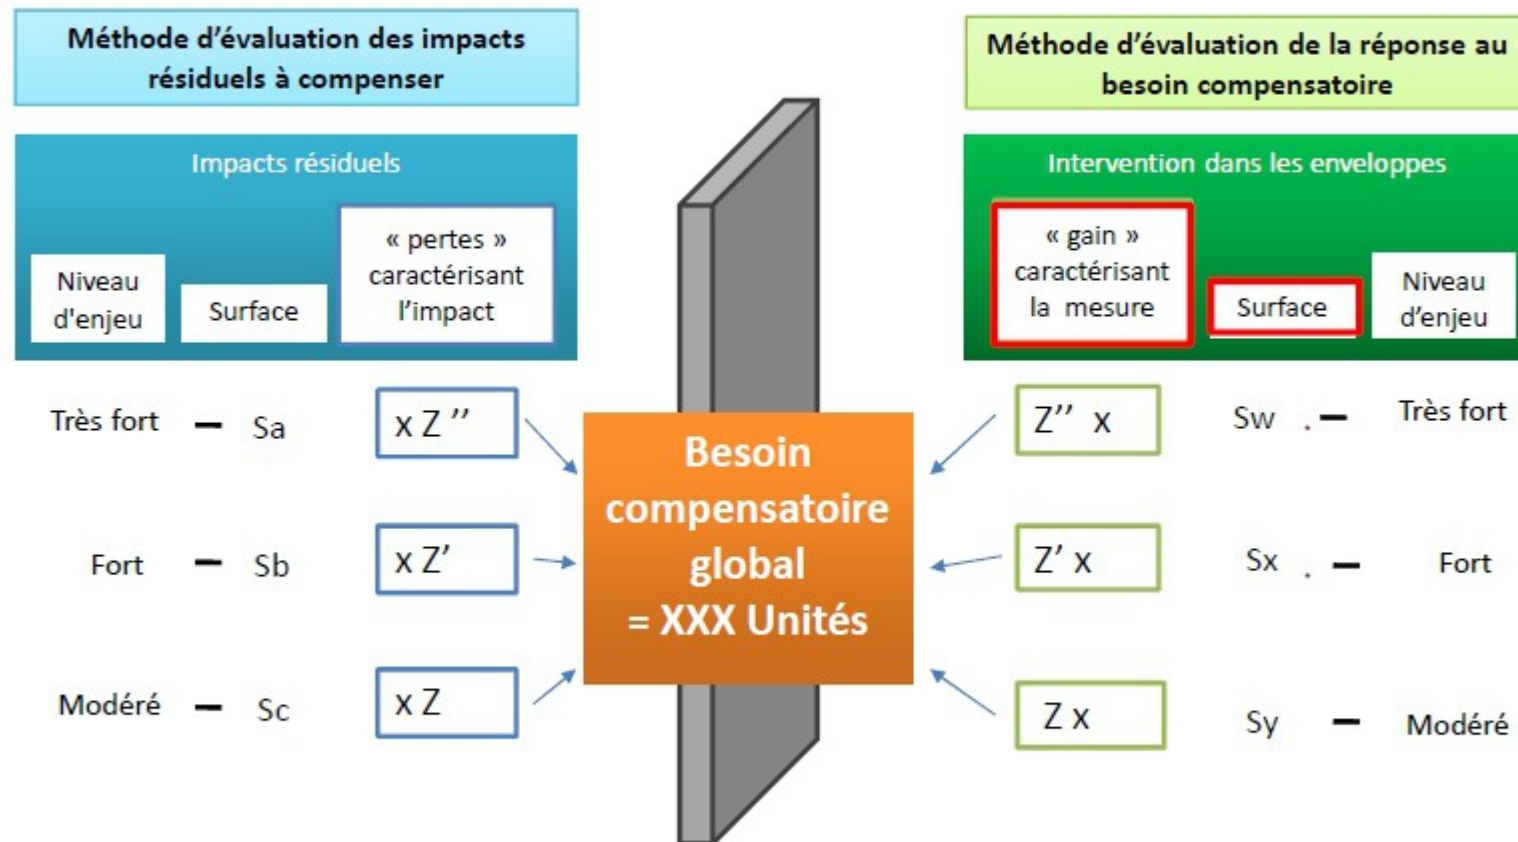 Méthode d’évaluation des impacts
résiduels à compenser
Impacts résiduels
Niveau
d'enjeu
Surface
« pertes »
caractérisant
l’impact
Très fort – Sa x Z ’’
Fort – Sb x Z’
Modéré – Sc x Z
Besoin
compensatoire
global
= XXX Unités
Méthode d’évaluation de la réponse au
besoin compensatoire
Intervention dans les enveloppes
« gain »
caractérisant
la mesure
Surface
Niveau
d’enjeu
Z’’ x Sw . – Très fort
Z’ x Sx . – Fort
Z x Sy – Modéré